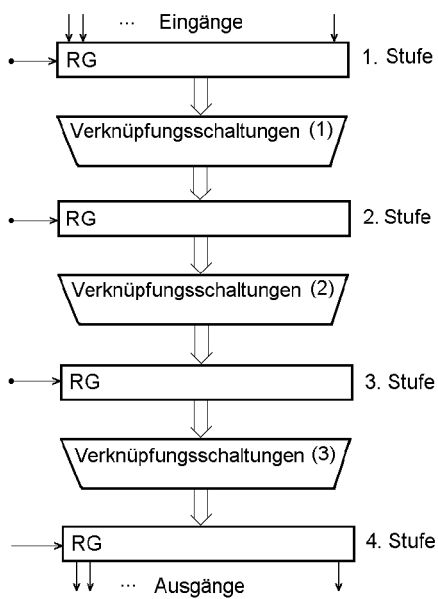 ... Eingänge
RG 1. Stufe
Verknüpfungsschaltungen (1)
RG 2. Stufe
Verknüpfungsschaltungen (2)
RG 3. Stufe
Verknüpfungsschaltungen (3)
RG 4. Stufe
... Ausgänge